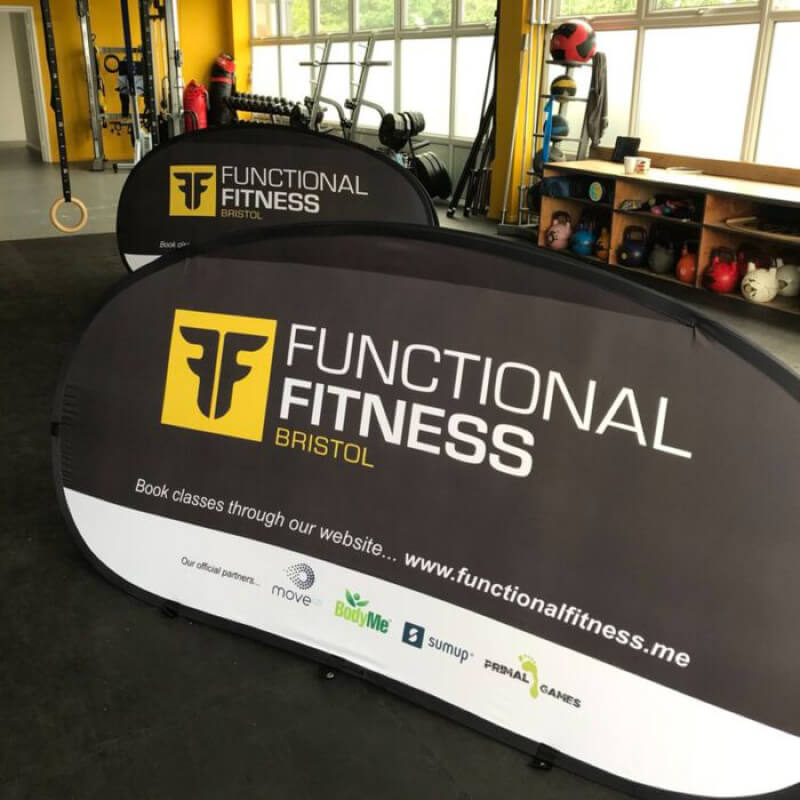 FUNCTIONAL
FITNESS
BRISTOL
Book
FUNCTIONAL
FITNESS
BRISTOL
Book classes through our website... www.functionalfitness.me
Our official partners...
move
BodyMe
sumup
PRIMAL GAMES